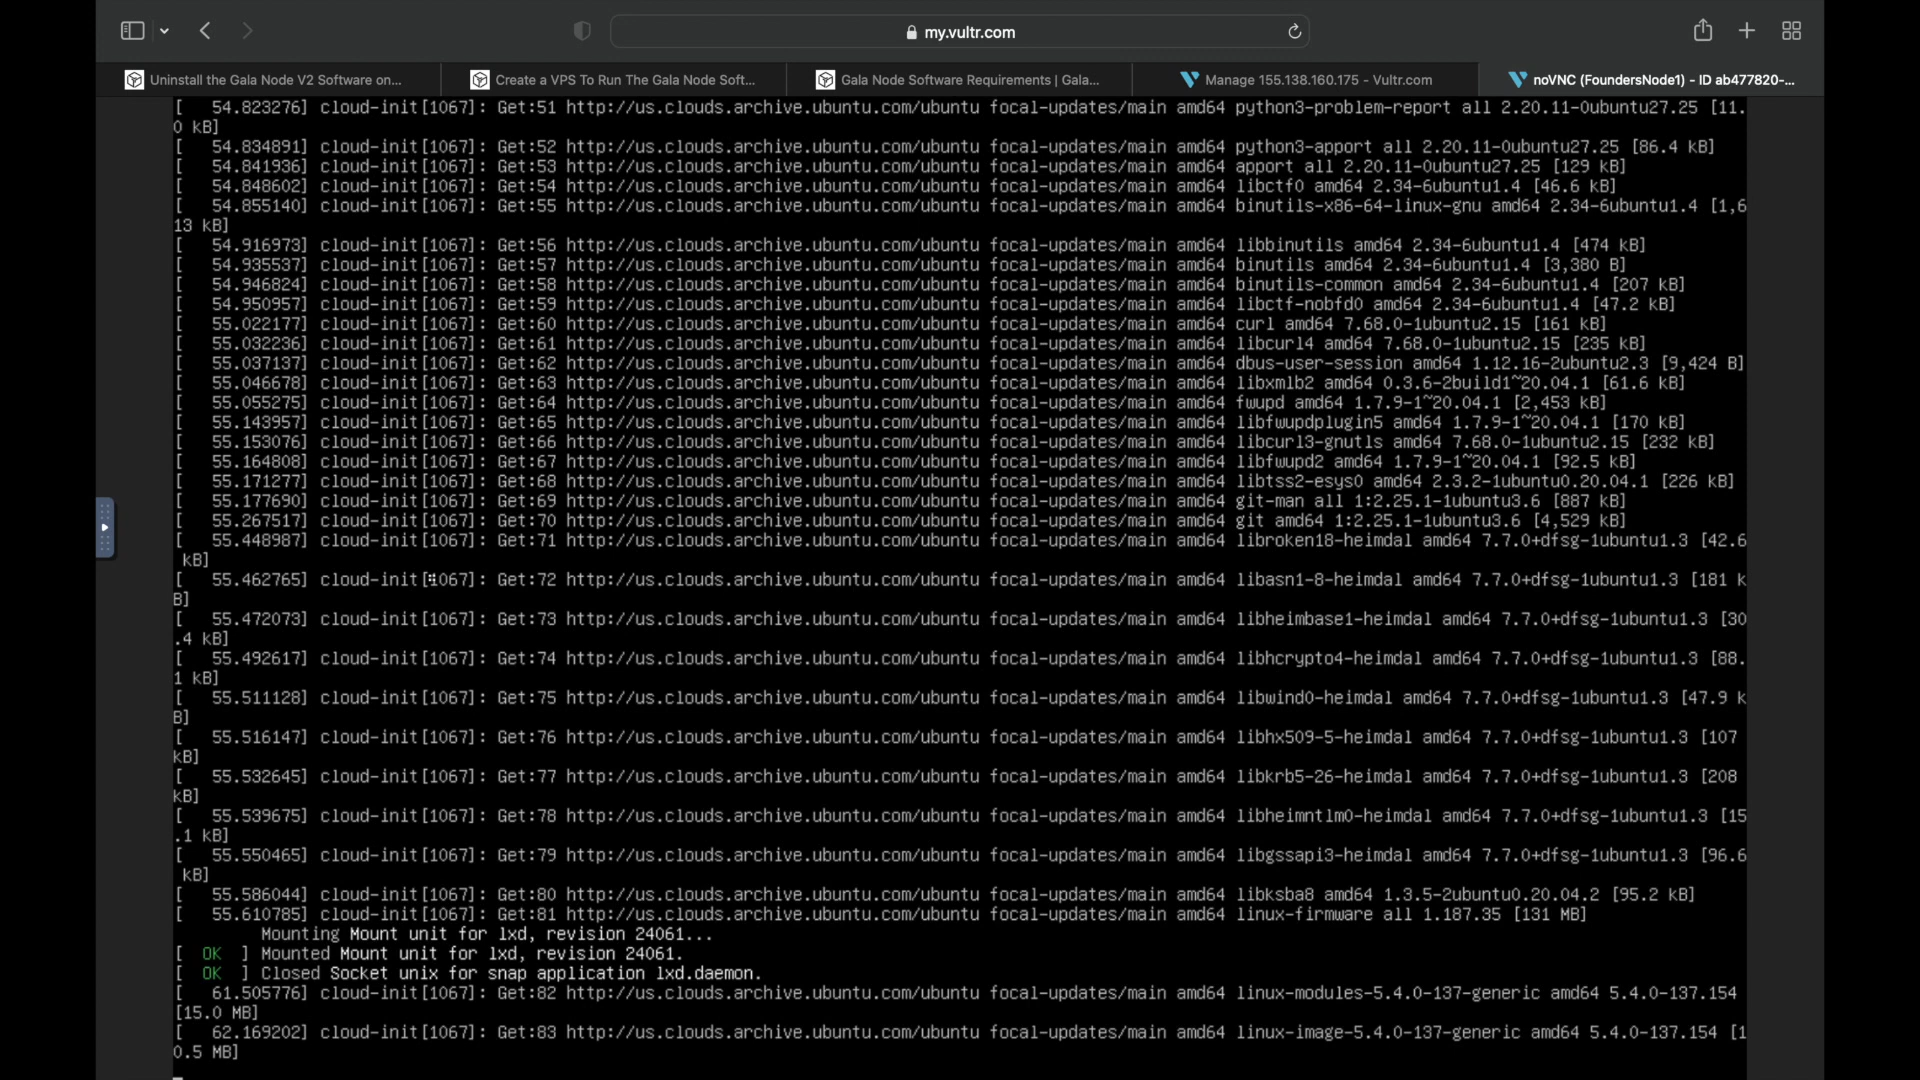 my.vultr.com
Uninstall the Gala Node V2 Software on...
Create a VPS To Run The Gala Node Soft...
Gala Node Software Requirements | Gala...
Manage 155.138.160.175 - Vultr.com
noVNC (FoundersNode1) - ID ab477820-...
[   54.823276] cloud-init[1067]: Get:51 http://us.clouds.archive.ubuntu.com/ubuntu focal-updates/main amd64 python3-problem-report all 2.20.11-0ubuntu27.25 [11.
0 kB]
[   54.834891] cloud-init[1067]: Get:52 http://us.clouds.archive.ubuntu.com/ubuntu focal-updates/main amd64 python3-apport all 2.20.11-0ubuntu27.25 [86.4 kB]
[   54.841936] cloud-init[1067]: Get:53 http://us.clouds.archive.ubuntu.com/ubuntu focal-updates/main amd64 apport all 2.20.11-0ubuntu27.25 [129 kB]
[   54.848602] cloud-init[1067]: Get:54 http://us.clouds.archive.ubuntu.com/ubuntu focal-updates/main amd64 libctf0 amd64 2.34-6ubuntu1.4 [46.6 kB]
[   54.855140] cloud-init[1067]: Get:55 http://us.clouds.archive.ubuntu.com/ubuntu focal-updates/main amd64 binutils-x86-64-linux-gnu amd64 2.34-6ubuntu1.4 [1,6
13 kB]
[   54.916973] cloud-init[1067]: Get:56 http://us.clouds.archive.ubuntu.com/ubuntu focal-updates/main amd64 libbinutils amd64 2.34-6ubuntu1.4 [474 kB]
[   54.935537] cloud-init[1067]: Get:57 http://us.clouds.archive.ubuntu.com/ubuntu focal-updates/main amd64 binutils amd64 2.34-6ubuntu1.4 [3,380 B]
[   54.946824] cloud-init[1067]: Get:58 http://us.clouds.archive.ubuntu.com/ubuntu focal-updates/main amd64 binutils-common amd64 2.34-6ubuntu1.4 [207 kB]
[   54.950957] cloud-init[1067]: Get:59 http://us.clouds.archive.ubuntu.com/ubuntu focal-updates/main amd64 libctf-nobfd0 amd64 2.34-6ubuntu1.4 [47.2 kB]
[   55.022177] cloud-init[1067]: Get:60 http://us.clouds.archive.ubuntu.com/ubuntu focal-updates/main amd64 curl amd64 7.68.0-1ubuntu2.15 [161 kB]
[   55.032236] cloud-init[1067]: Get:61 http://us.clouds.archive.ubuntu.com/ubuntu focal-updates/main amd64 libcurl4 amd64 7.68.0-1ubuntu2.15 [235 kB]
[   55.037137] cloud-init[1067]: Get:62 http://us.clouds.archive.ubuntu.com/ubuntu focal-updates/main amd64 dbus-user-session amd64 1.12.16-2ubuntu2.3 [9,424 B]
[   55.046678] cloud-init[1067]: Get:63 http://us.clouds.archive.ubuntu.com/ubuntu focal-updates/main amd64 libxmlb2 amd64 0.3.6-2build1~20.04.1 [61.6 kB]
[   55.055275] cloud-init[1067]: Get:64 http://us.clouds.archive.ubuntu.com/ubuntu focal-updates/main amd64 fwupd amd64 1.7.9-1~20.04.1 [2,453 kB]
[   55.143957] cloud-init[1067]: Get:65 http://us.clouds.archive.ubuntu.com/ubuntu focal-updates/main amd64 libfwupdplugin5 amd64 1.7.9-1~20.04.1 [170 kB]
[   55.153076] cloud-init[1067]: Get:66 http://us.clouds.archive.ubuntu.com/ubuntu focal-updates/main amd64 libcurl3-gnutls amd64 7.68.0-1ubuntu2.15 [232 kB]
[   55.164808] cloud-init[1067]: Get:67 http://us.clouds.archive.ubuntu.com/ubuntu focal-updates/main amd64 libfwupd2 amd64 1.7.9-1~20.04.1 [92.5 kB]
[   55.171277] cloud-init[1067]: Get:68 http://us.clouds.archive.ubuntu.com/ubuntu focal-updates/main amd64 libtss2-esys0 amd64 2.3.2-1ubuntu0.20.04.1 [226 kB]
[   55.177690] cloud-init[1067]: Get:69 http://us.clouds.archive.ubuntu.com/ubuntu focal-updates/main amd64 git-man all 1:2.25.1-1ubuntu3.6 [887 kB]
[   55.267517] cloud-init[1067]: Get:70 http://us.clouds.archive.ubuntu.com/ubuntu focal-updates/main amd64 git amd64 1:2.25.1-1ubuntu3.6 [4,529 kB]
[   55.448987] cloud-init[1067]: Get:71 http://us.clouds.archive.ubuntu.com/ubuntu focal-updates/main amd64 libroken18-heimdal amd64 7.7.0+dfsg-1ubuntu1.3 [42.6
 kB]
[   55.462765] cloud-init[1067]: Get:72 http://us.clouds.archive.ubuntu.com/ubuntu focal-updates/main amd64 libasn1-8-heimdal amd64 7.7.0+dfsg-1ubuntu1.3 [181 k
B]
[   55.472073] cloud-init[1067]: Get:73 http://us.clouds.archive.ubuntu.com/ubuntu focal-updates/main amd64 libheimbase1-heimdal amd64 7.7.0+dfsg-1ubuntu1.3 [30
.4 kB]
[   55.492617] cloud-init[1067]: Get:74 http://us.clouds.archive.ubuntu.com/ubuntu focal-updates/main amd64 libhcrypto4-heimdal amd64 7.7.0+dfsg-1ubuntu1.3 [88.
1 kB]
[   55.511128] cloud-init[1067]: Get:75 http://us.clouds.archive.ubuntu.com/ubuntu focal-updates/main amd64 libwind0-heimdal amd64 7.7.0+dfsg-1ubuntu1.3 [47.9 k
B]
[   55.516147] cloud-init[1067]: Get:76 http://us.clouds.archive.ubuntu.com/ubuntu focal-updates/main amd64 libhx509-5-heimdal amd64 7.7.0+dfsg-1ubuntu1.3 [107
kB]
[   55.532645] cloud-init[1067]: Get:77 http://us.clouds.archive.ubuntu.com/ubuntu focal-updates/main amd64 libkrb5-26-heimdal amd64 7.7.0+dfsg-1ubuntu1.3 [208
kB]
[   55.539675] cloud-init[1067]: Get:78 http://us.clouds.archive.ubuntu.com/ubuntu focal-updates/main amd64 libheimntlm0-heimdal amd64 7.7.0+dfsg-1ubuntu1.3 [15
.1 kB]
[   55.550465] cloud-init[1067]: Get:79 http://us.clouds.archive.ubuntu.com/ubuntu focal-updates/main amd64 libgssapi3-heimdal amd64 7.7.0+dfsg-1ubuntu1.3 [96.6
 kB]
[   55.586044] cloud-init[1067]: Get:80 http://us.clouds.archive.ubuntu.com/ubuntu focal-updates/main amd64 libksba8 amd64 1.3.5-2ubuntu0.20.04.2 [95.2 kB]
[   55.610785] cloud-init[1067]: Get:81 http://us.clouds.archive.ubuntu.com/ubuntu focal-updates/main amd64 linux-firmware all 1.187.35 [131 MB]
         Mounting Mount unit for lxd, revision 24061...
[  OK  ] Mounted Mount unit for lxd, revision 24061.
[  OK  ] Closed Socket unix for snap application lxd.daemon.
[   61.505776] cloud-init[1067]: Get:82 http://us.clouds.archive.ubuntu.com/ubuntu focal-updates/main amd64 linux-modules-5.4.0-137-generic amd64 5.4.0-137.154
[15.0 MB]
[   62.169202] cloud-init[1067]: Get:83 http://us.clouds.archive.ubuntu.com/ubuntu focal-updates/main amd64 linux-image-5.4.0-137-generic amd64 5.4.0-137.154 [1
0.5 MB]